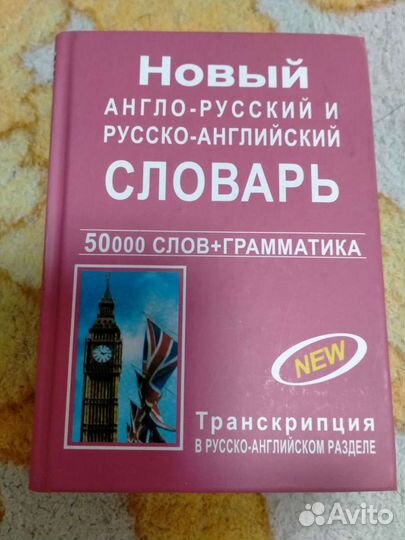 Новый
АНГЛО-РУССКИЙ И
РУССКО-АНГЛИЙСКИЙ
СЛОВАРЬ
50000 СЛОВ+ГРАММАТИКА
NEW
Транскрипция
В РУССКО-АНГЛИЙСКОМ РАЗДЕЛЕ
Avito